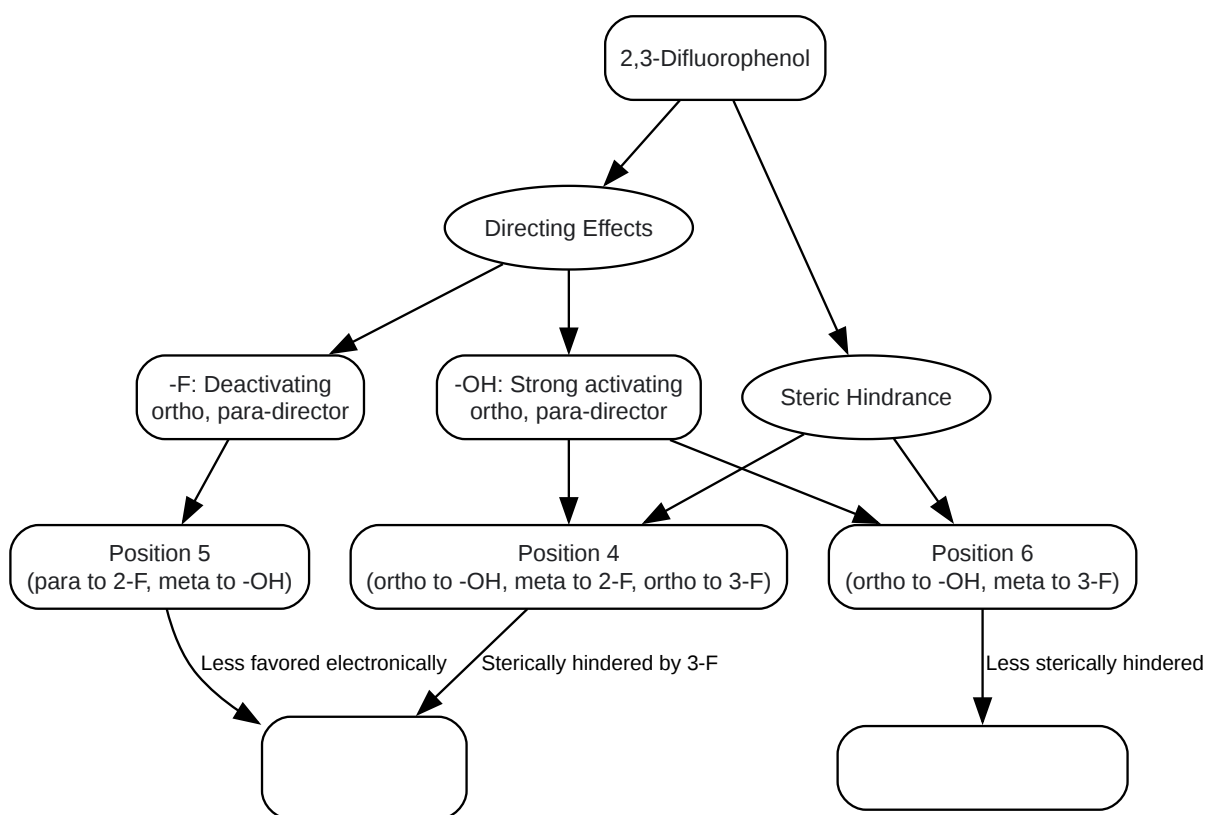 2,3-Difluorophenol
Directing Effects
-F: Deactivating
ortho, para-director
-OH: Strong activating
ortho, para-director
Steric Hindrance
Position 5
(para to 2-F, meta to -OH)
Position 4
(ortho to -OH, meta to 2-F, ortho to 3-F)
Position 6
(ortho to -OH, meta to 3-F)
Less favored electronically
Sterically hindered by 3-F
Less sterically hindered